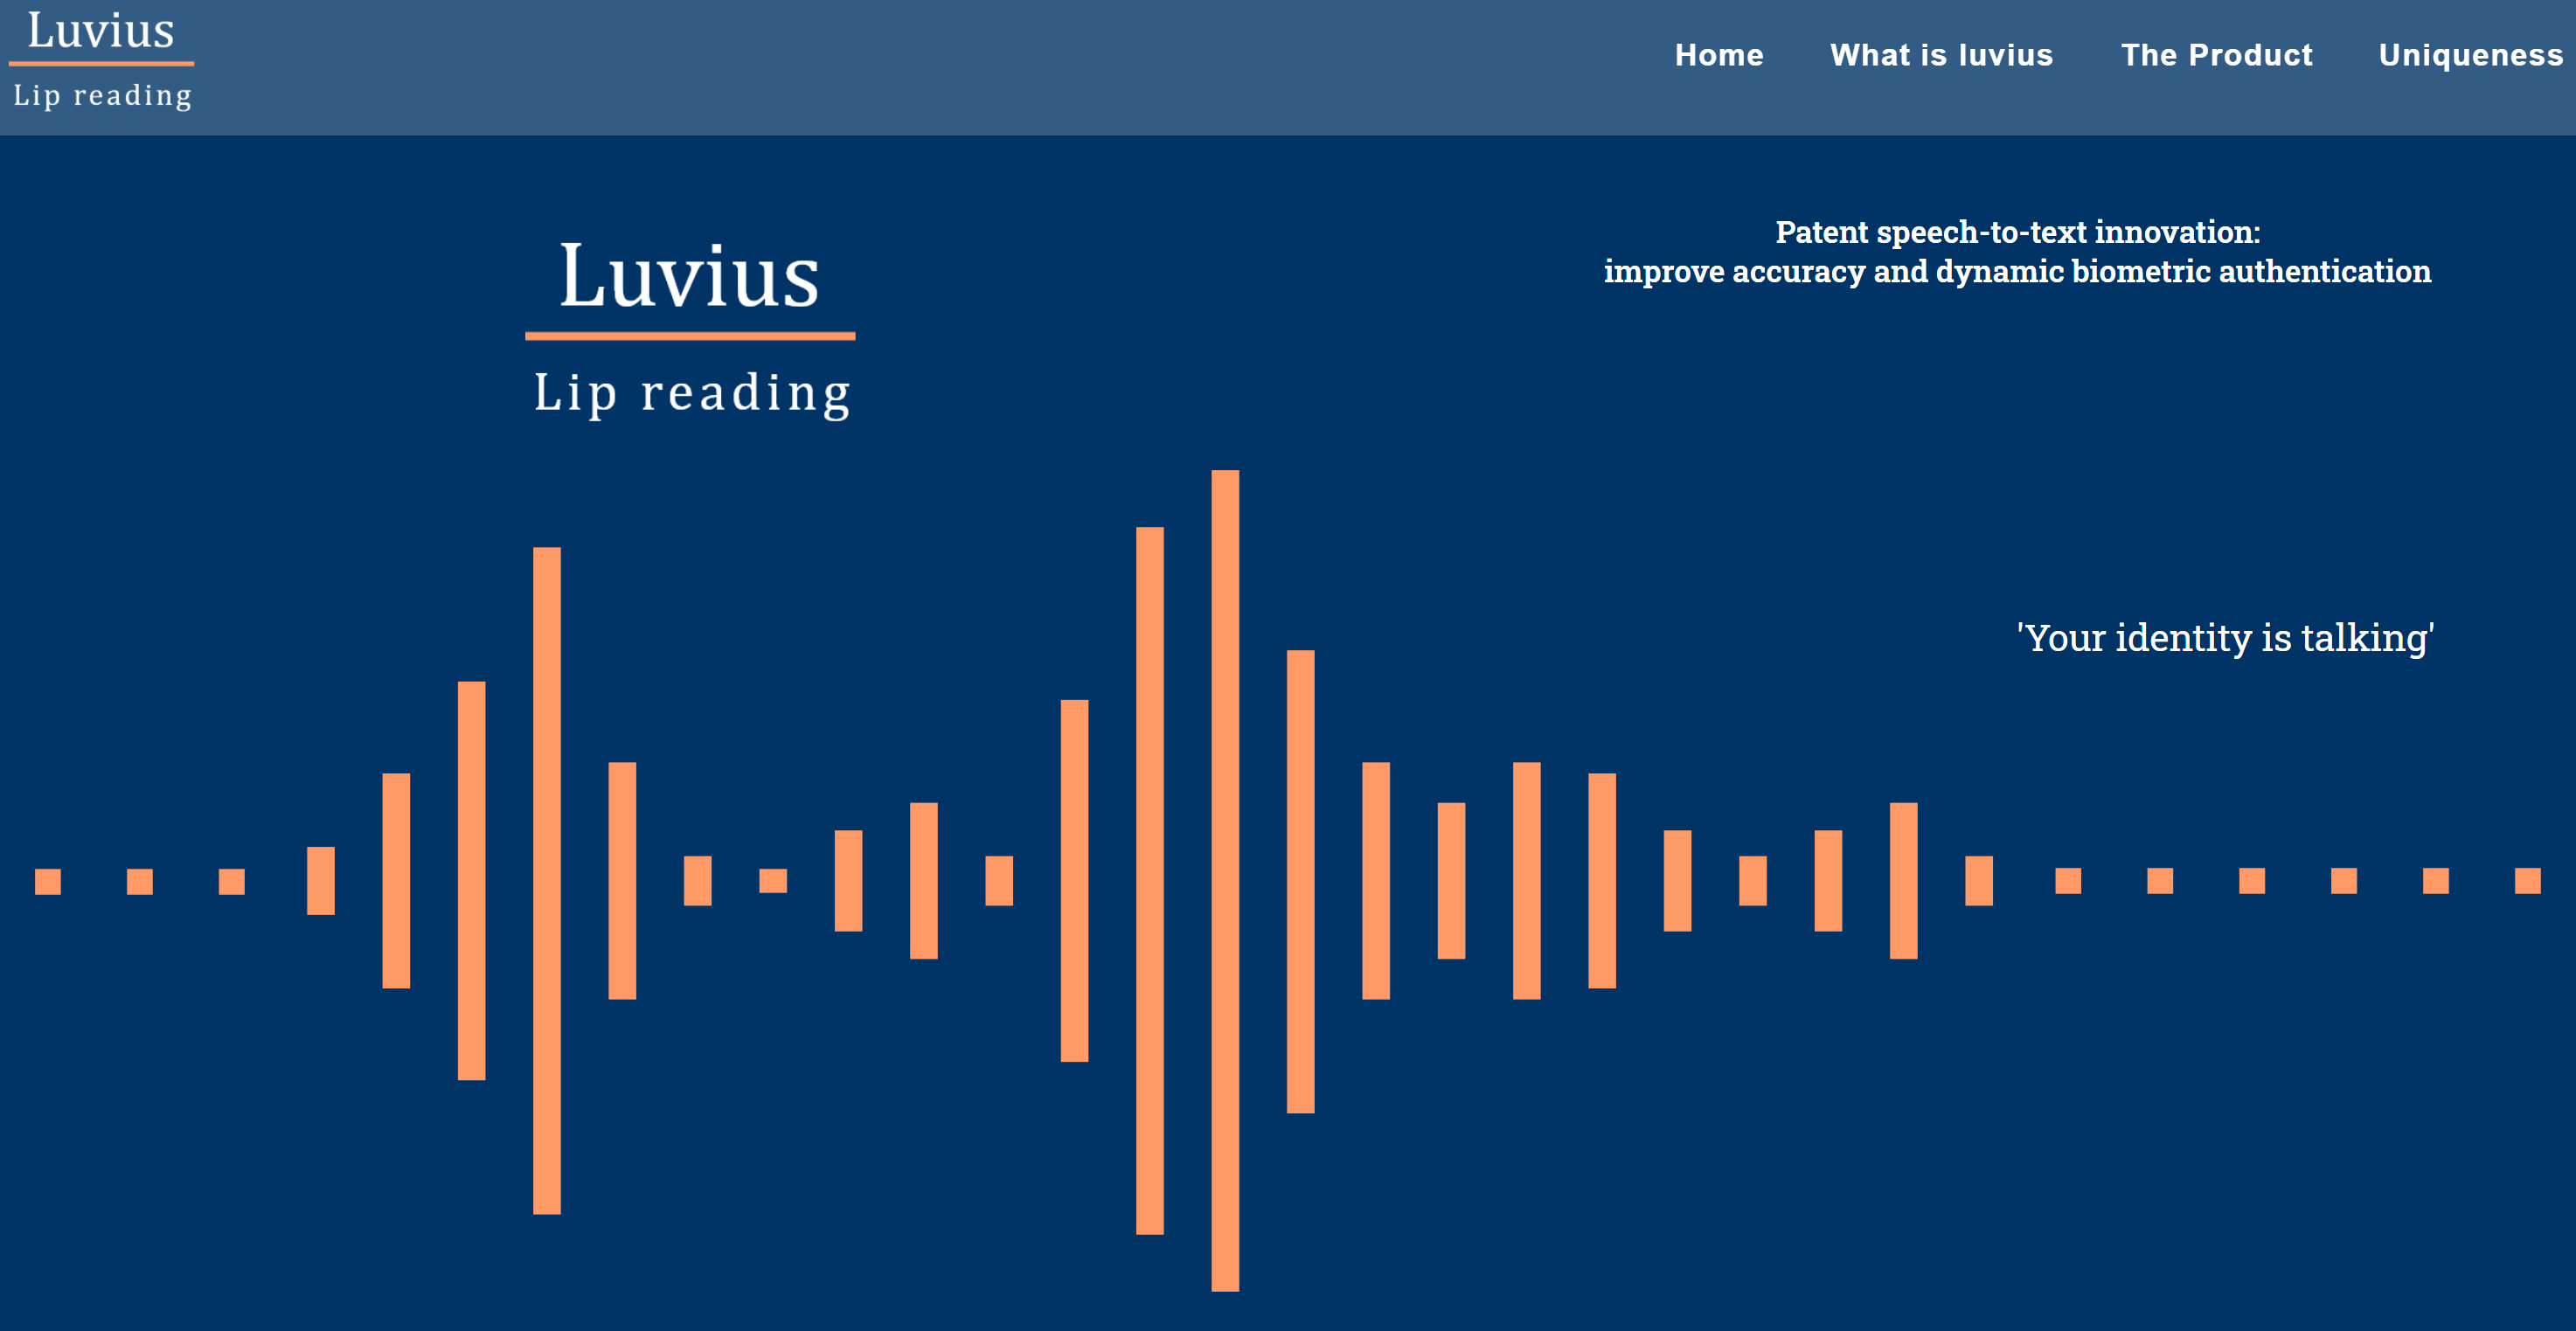 Luvius
Lip reading
Home What is luvius The Product Uniqueness
Luvius
Lip reading
Patent speech-to-text innovation:
improve accuracy and dynamic biometric authentication
'Your identity is talking'